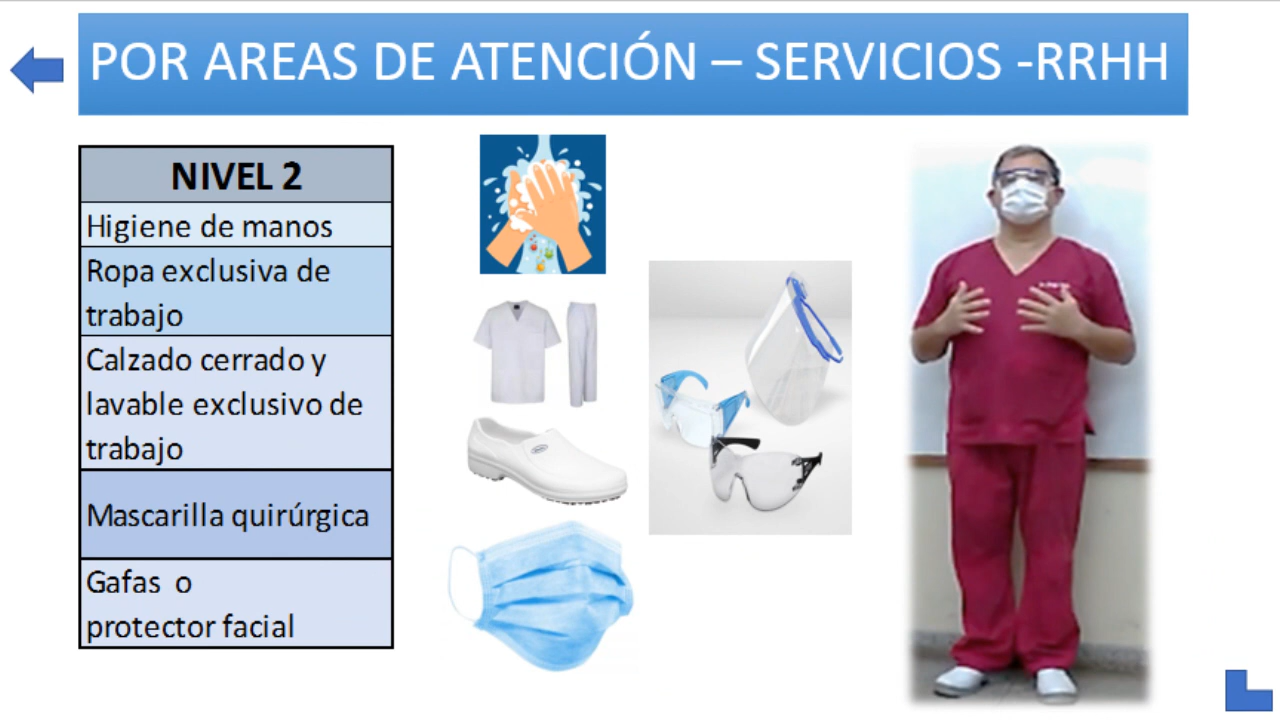 POR AREAS DE ATENCIÓN – SERVICIOS -RRHH
NIVEL 2
Higiene de manos
Ropa exclusiva de
trabajo
Calzado cerrado y
lavable exclusivo de
trabajo
Mascarilla quirúrgica
Gafas o
protector facial